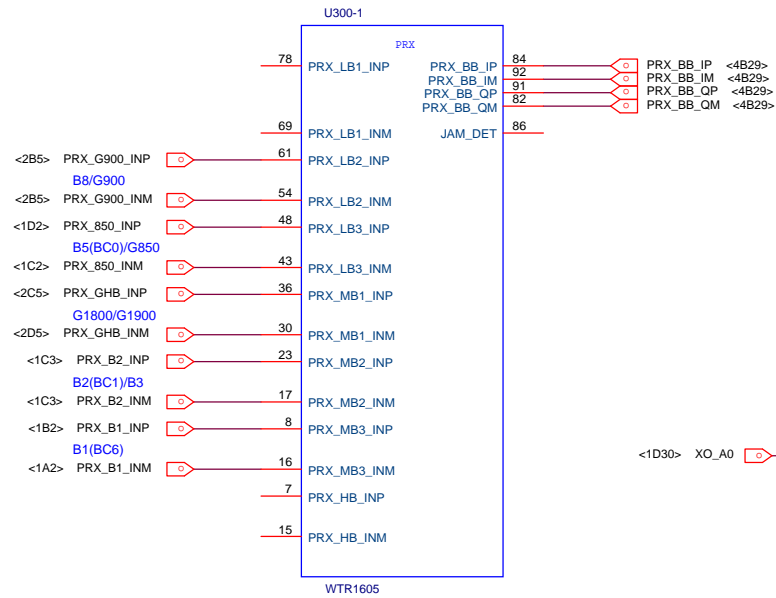 U300-1
PRX
78 PRX_LB1_INP
84 PRX_BB_IP PRX_BB_IP <4B29>
92 PRX_BB_IM PRX_BB_IM <4B29>
91 PRX_BB_QP PRX_BB_QP <4B29>
82 PRX_BB_QM PRX_BB_QM <4B29>
69 PRX_LB1_INM
86 JAM_DET
<2B5> PRX_G900_INP 61 PRX_LB2_INP
B8/G900
<2B5> PRX_G900_INM 54 PRX_LB2_INM
<1D2> PRX_850_INP 48 PRX_LB3_INP
B5(BC0)/G850
<1C2> PRX_850_INM 43 PRX_LB3_INM
<2C5> PRX_GHB_INP 36 PRX_MB1_INP
G1800/G1900
<2D5> PRX_GHB_INM 30 PRX_MB1_INM
<1C3> PRX_B2_INP 23 PRX_MB2_INP
B2(BC1)/B3
<1C3> PRX_B2_INM 17 PRX_MB2_INM
<1B2> PRX_B1_INP 8 PRX_MB3_INP
B1(BC6)
<1D30> XO_A0
<1A2> PRX_B1_INM 16 PRX_MB3_INM
7 PRX_HB_INP
15 PRX_HB_INM
WTR1605